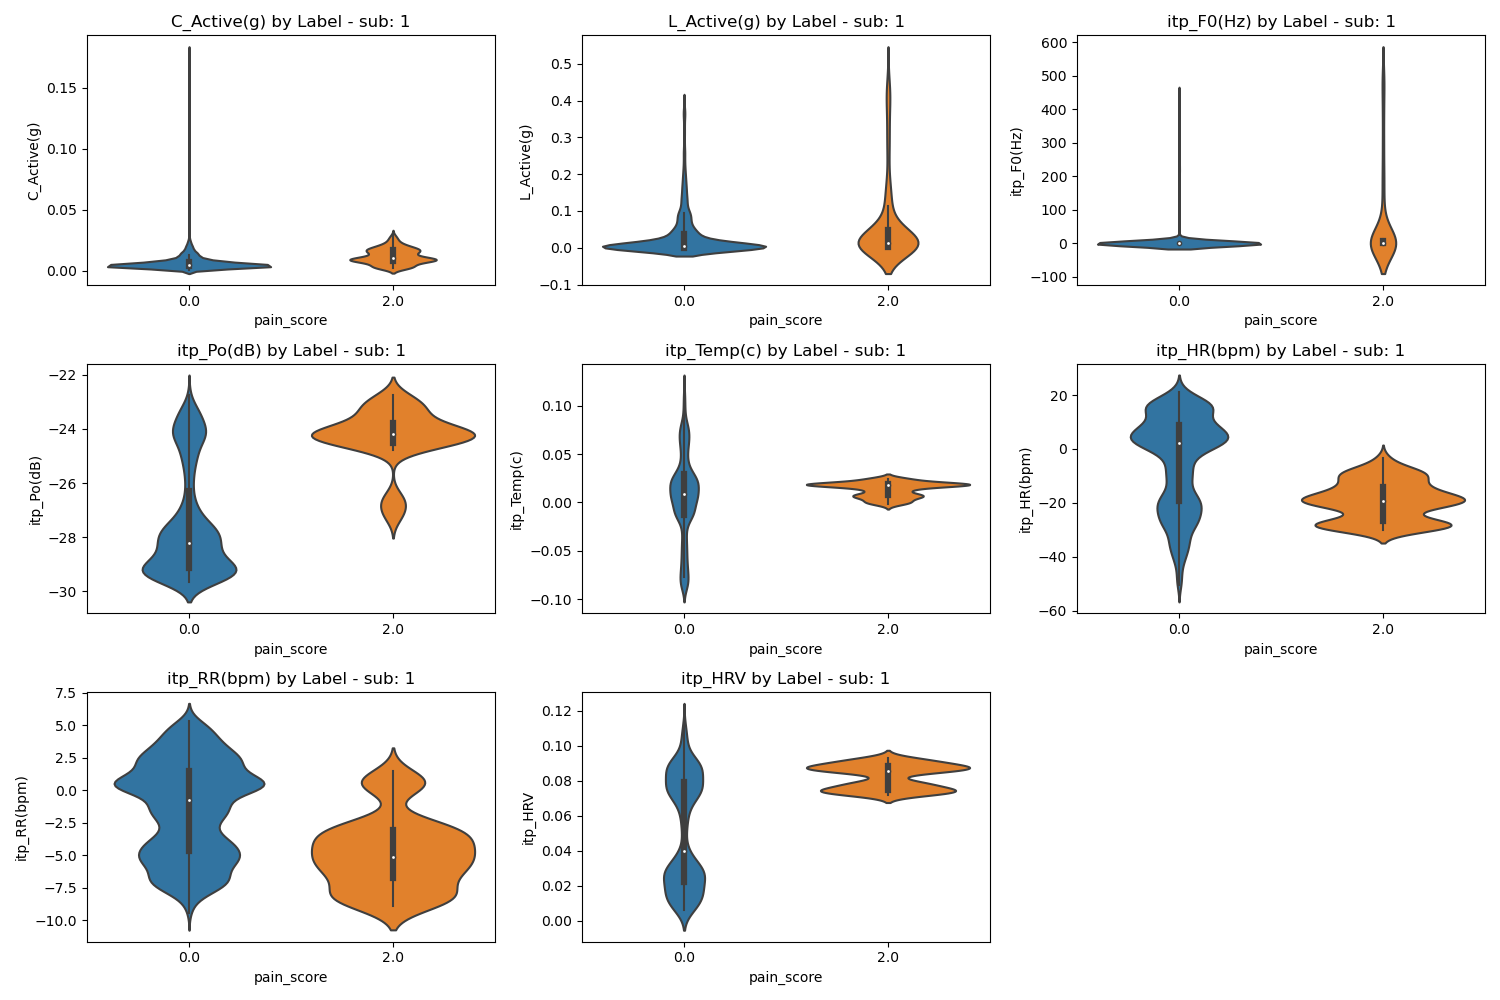 C_Active(g) by Label - sub: 1
C_Active(g)
0.15
0.10
0.05
0.00
0.0
2.0
pain_score
L_Active(g) by Label - sub: 1
L_Active(g)
0.5
0.4
0.3
0.2
0.1
0.0
−0.1
0.0
2.0
pain_score
itp_F0(Hz) by Label - sub: 1
itp_F0(Hz)
600
500
400
300
200
100
0
−100
0.0
2.0
pain_score
itp_Po(dB) by Label - sub: 1
itp_Po(dB)
−22
−24
−26
−28
−30
0.0
2.0
pain_score
itp_Temp(c) by Label - sub: 1
itp_Temp(c)
0.10
0.05
0.00
−0.05
−0.10
0.0
2.0
pain_score
itp_HR(bpm) by Label - sub: 1
itp_HR(bpm)
20
0
−20
−40
−60
0.0
2.0
pain_score
itp_RR(bpm) by Label - sub: 1
itp_RR(bpm)
7.5
5.0
2.5
0.0
−2.5
−5.0
−7.5
−10.0
0.0
2.0
pain_score
itp_HRV by Label - sub: 1
itp_HRV
0.12
0.10
0.08
0.06
0.04
0.02
0.00
0.0
2.0
pain_score